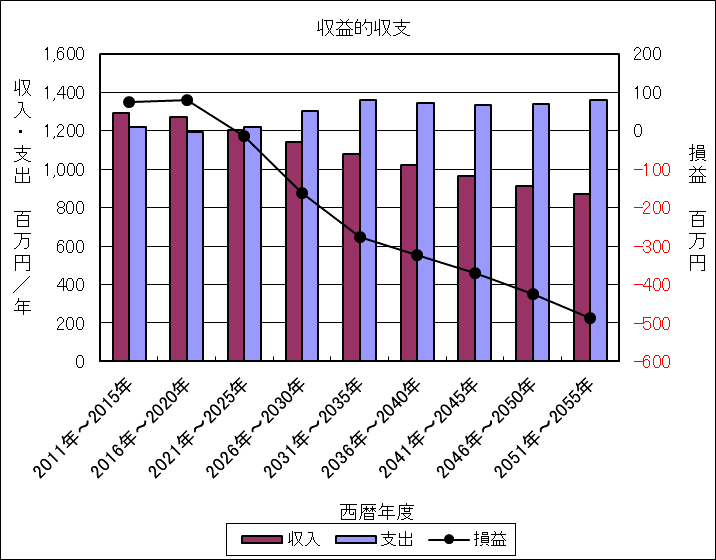 収益的収支
収入・支出 百万円／年
1,600
1,400
1,200
1,000
800
600
400
200
0
200
100
0
-100
-200
-300
-400
-500
-600
損益 百万円
2011年～2015年
2016年～2020年
2021年～2025年
2026年～2030年
2031年～2035年
2036年～2040年
2041年～2045年
2046年～2050年
2051年～2055年
西暦年度
収入 支出 損益